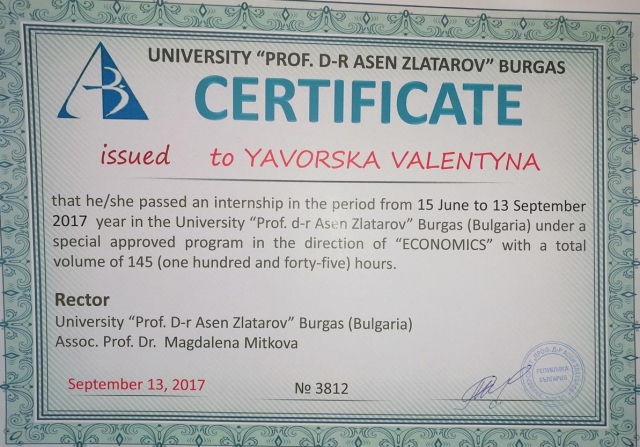 UNIVERSITY “PROF. D-R ASEN ZLATAROV” BURGAS
CERTIFICATE
issued to YAVORSKA VALENTYNA
that he/she passed an internship in the period from 15 June to 13 September
2017 year in the University “Prof. d-r Asen Zlatarov” Burgas (Bulgaria) under a
special approved program in the direction of “ECONOMICS” with a total
volume of 145 (one hundred and forty-five) hours.
Rector
University “Prof. D-r Asen Zlatarov” Burgas (Bulgaria)
Assoc. Prof. Dr. Magdalena Mitkova
September 13, 2017
№ 3812
РЕПУБЛИКА
БЪЛГАРИЯ